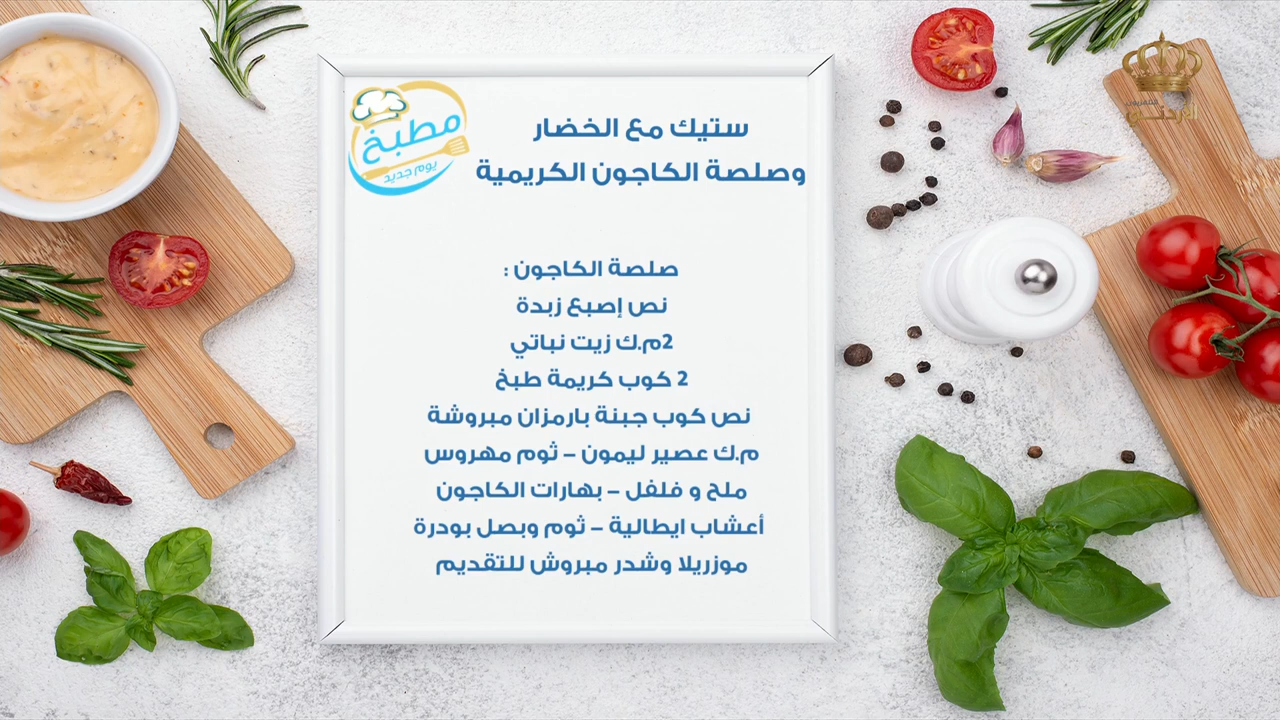 مطبخ
يوم جديد
ستيك مع الخضار
وصلصة الكاجون الكريمية
صلصة الكاجون :
نص إصبع زبدة
2م.ك زيت نباتي
2 كوب كريمة طبخ
نص كوب جبنة بارمزان مبروشة
م.ك عصير ليمون – ثوم مهروس
ملح و فلفل – بهارات الكاجون
أعشاب ايطالية – ثوم وبصل بودرة
موزريلا وشدر مبروش للتقديم
التلفزيون
الأردني